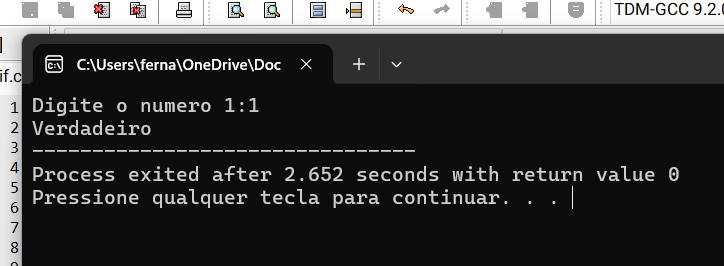 TDM-GCC 9.2.0
C:\Users\ferna\OneDrive\Doc
if.c
1
2
3
4
5
6
7
8
Digite o numero 1:1
Verdadeiro
--------------------------------
Process exited after 2.652 seconds with return value 0
Pressione qualquer tecla para continuar. . .